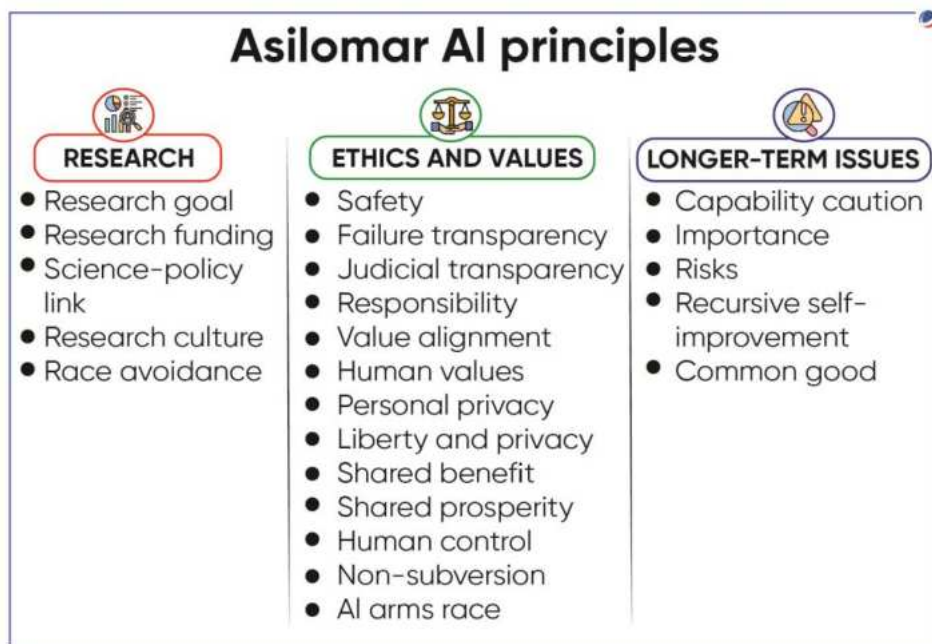 Asilomar AI principles
RESEARCH
• Research goal
• Research funding
• Science-policy
link
• Research culture
• Race avoidance
ETHICS AND VALUES
• Safety
• Failure transparency
• Judicial transparency
• Responsibility
• Value alignment
• Human values
• Personal privacy
• Liberty and privacy
• Shared benefit
• Shared prosperity
• Human control
• Non-subversion
• AI arms race
LONGER-TERM ISSUES
• Capability caution
• Importance
• Risks
• Recursive self-
improvement
• Common good